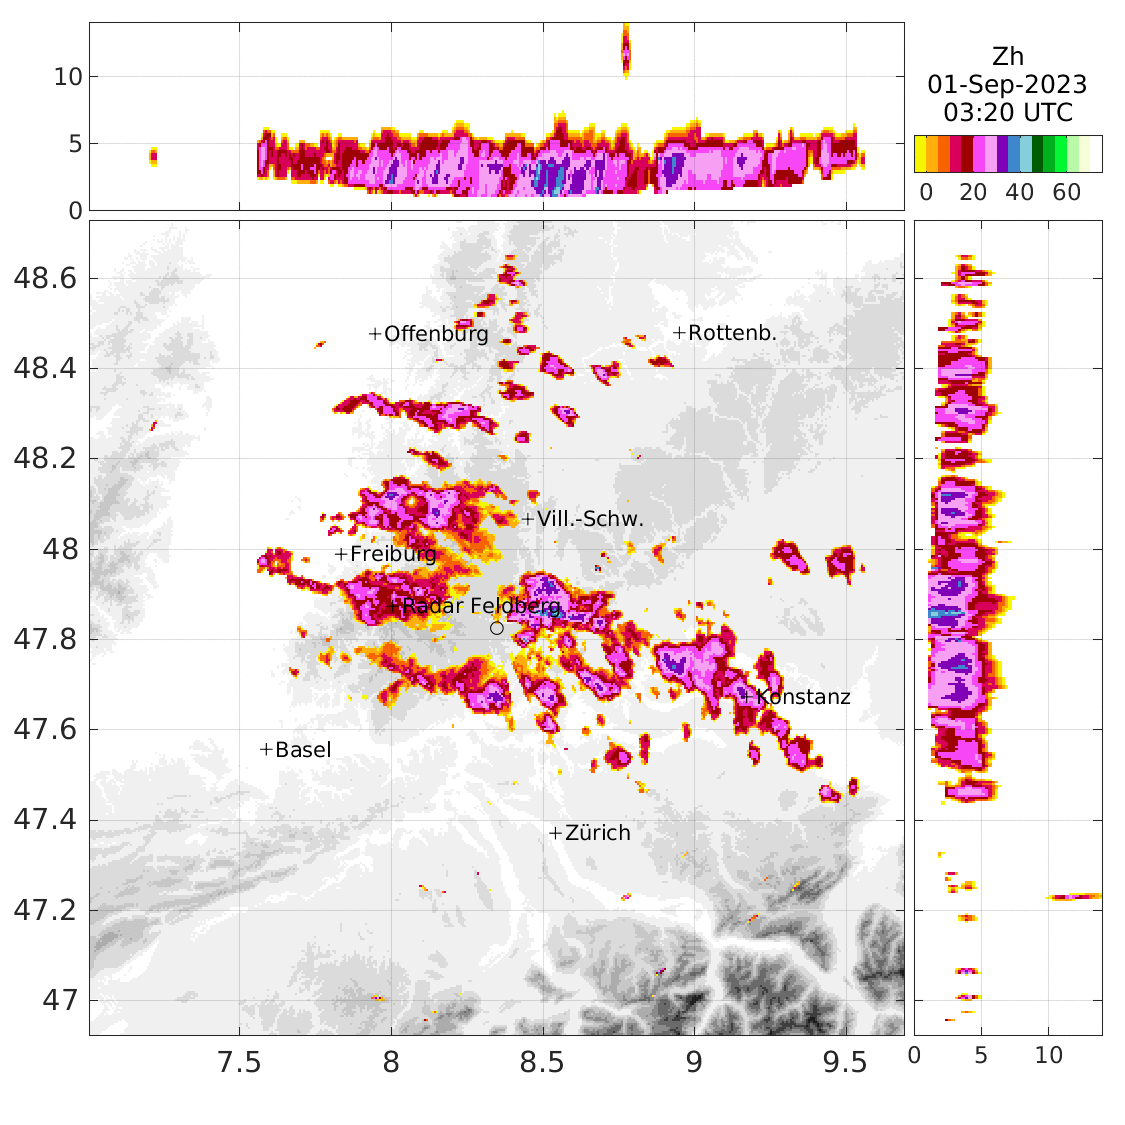 10
5
0
Zh
01-Sep-2023
03:20 UTC
0 20 40 60
48.6
48.4
48.2
48
47.8
47.6
47.4
47.2
47
+Offenburg
+Rottenb.
+Vill.-Schw.
+Freiburg
+Radar Feldberg
+Konstanz
+Basel
+Zürich
7.5 8 8.5 9 9.5
0 5 10